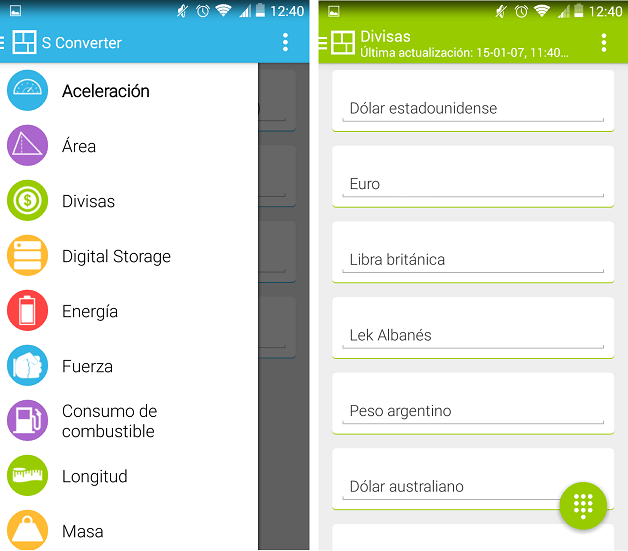 12:40
S Converter
Aceleración
Área
Divisas
Digital Storage
Energía
Fuerza
Consumo de
combustible
Longitud
Masa
12:40
Divisas
Última actualización: 15-01-07, 11:40...
Dólar estadounidense
Euro
Libra británica
Lek Albanés
Peso argentino
Dólar australiano